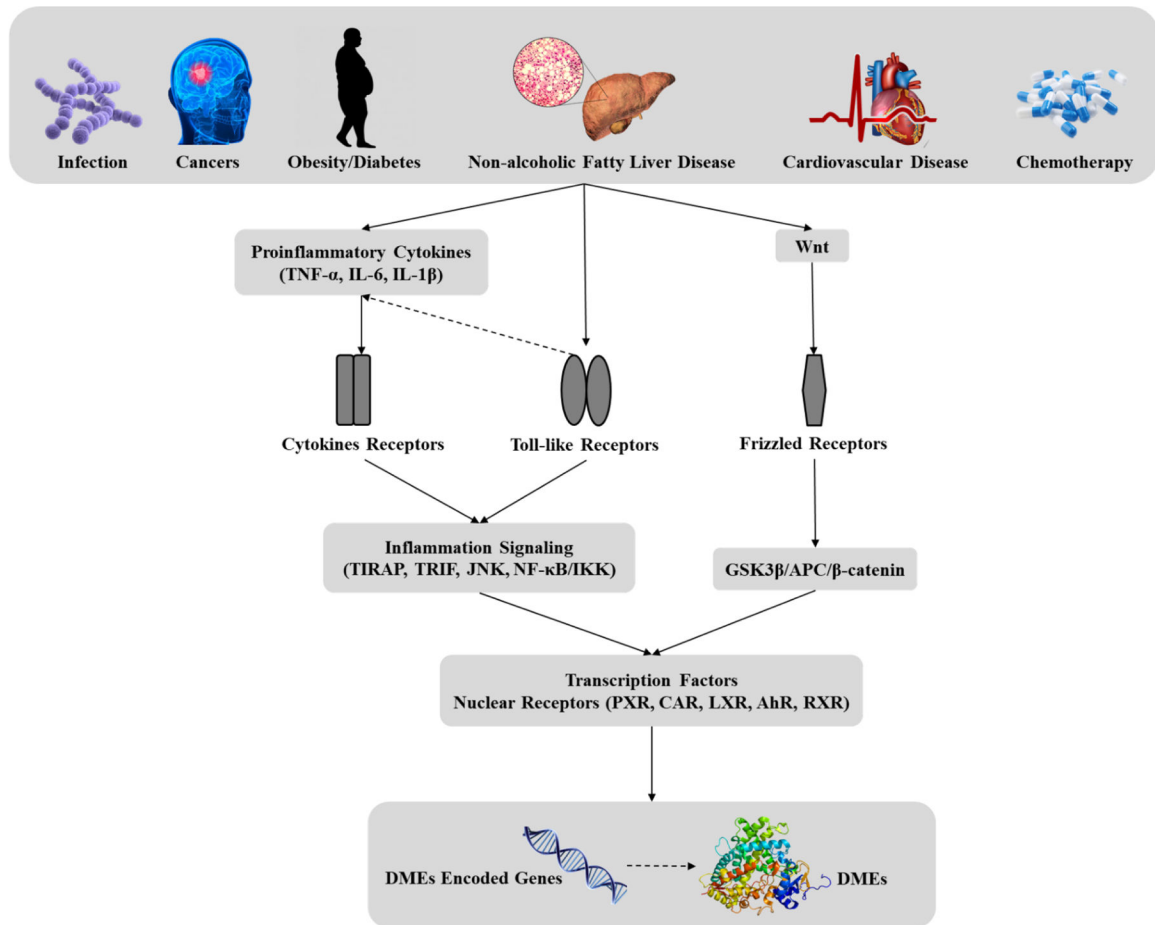 Infection
Cancers
Obesity/Diabetes
Non-alcoholic Fatty Liver Disease
Cardiovascular Disease
Chemotherapy
Proinflammatory Cytokines
(TNF-α, IL-6, IL-1β)
Wnt
Cytokines Receptors
Toll-like Receptors
Frizzled Receptors
Inflammation Signaling
(TIRAP, TRIF, JNK, NF-κB/IKK)
GSK3β/APC/β-catenin
Transcription Factors
Nuclear Receptors (PXR, CAR, LXR, AhR, RXR)
DMEs Encoded Genes
DMEs